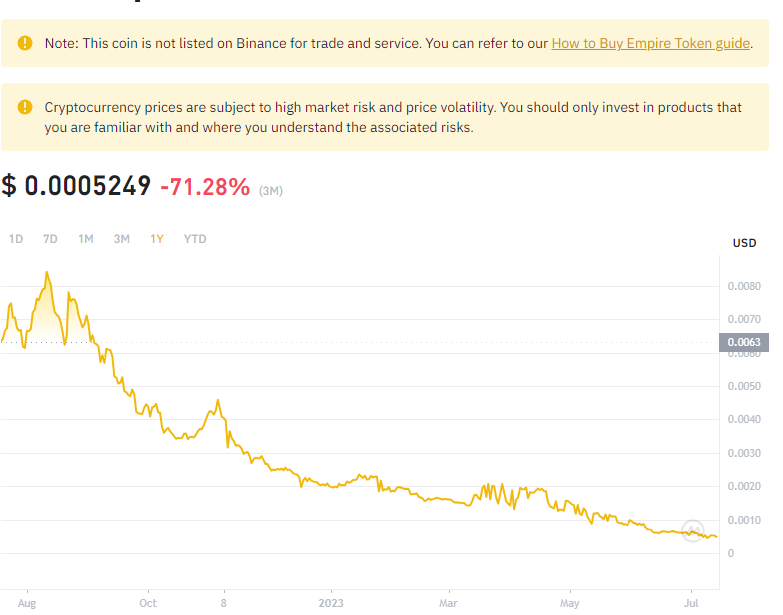 Note: This coin is not listed on Binance for trade and service. You can refer to our How to Buy Empire Token guide.
Cryptocurrency prices are subject to high market risk and price volatility. You should only invest in products that
you are familiar with and where you understand the associated risks.
$ 0.0005249 -71.28% (3M)
1D 7D 1M 3M 1Y YTD
USD
0.0080
0.0070
0.0063
0.0060
0.0050
0.0040
0.0030
0.0020
0.0010
0
Aug Oct 8 2023 Mar May Jul